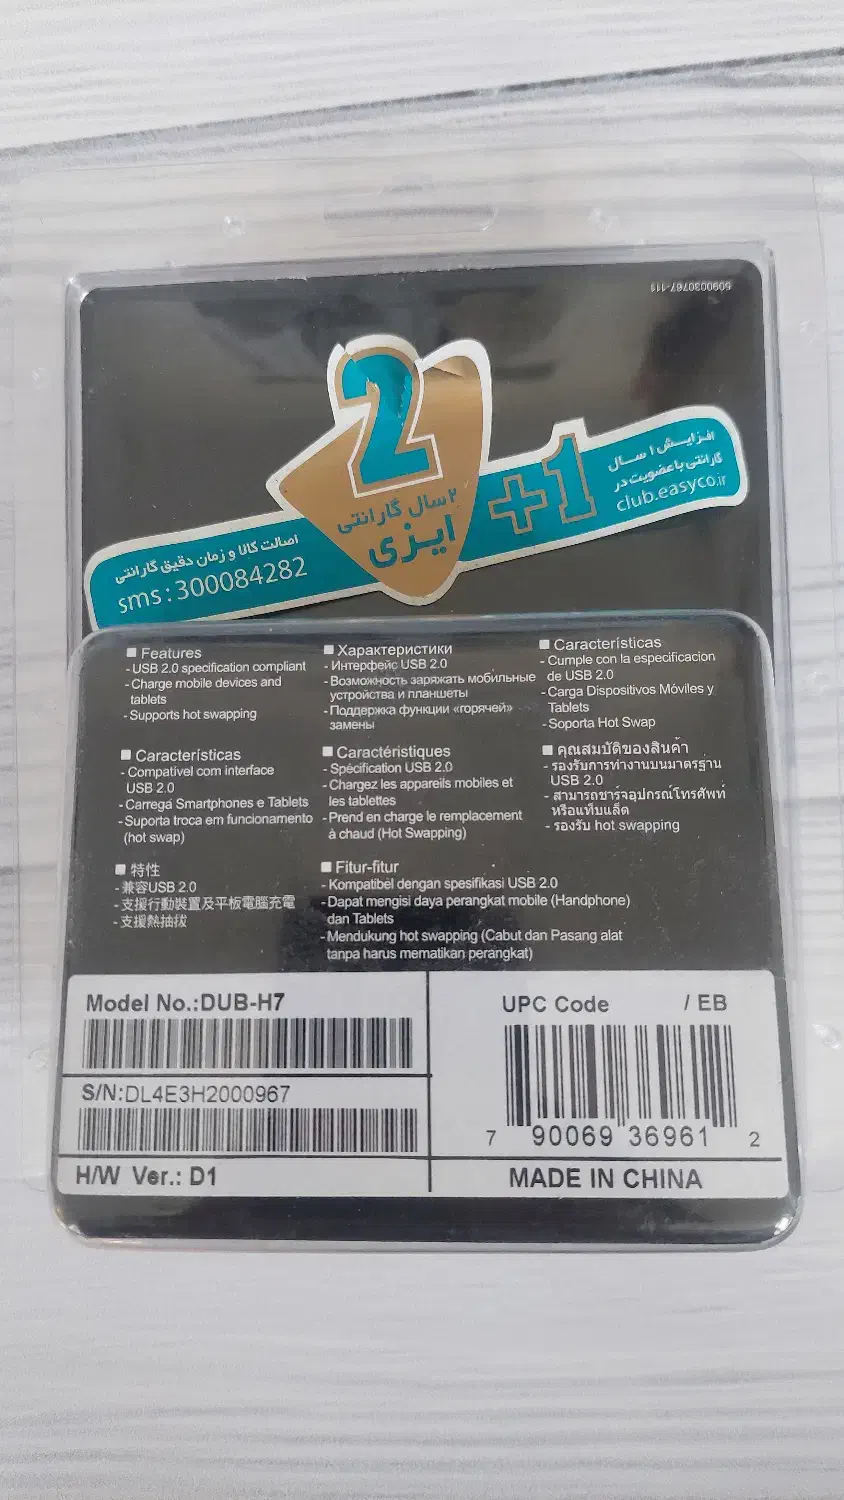 6090030767-111
2
۲ سال گارانتی
ایزی
+1
افزایش ۱ سال
گارانتی با عضویت در
club.easyco.ir
اصالت کالا و زمان دقیق گارانتی
sms : 300084282
Features
- USB 2.0 specification compliant
- Charge mobile devices and
tablets
- Supports hot swapping
Характеристики
- Интерфейс USB 2.0
- Возможность заряжать мобильные
устройства и планшеты
- Поддержка функции «горячей»
замены
Características
- Cumple con la especificacion
de USB 2.0
- Carga Dispositivos Móviles y
Tablets
- Soporta Hot Swap
Características
- Compatível com interface
USB 2.0
- Carrega Smartphones e Tablets
- Suporta troca em funcionamento
(hot swap)
Caractéristiques
- Spécification USB 2.0
- Chargez les appareils mobiles et
les tablettes
- Prend en charge le remplacement
à chaud (Hot Swapping)
คุณสมบัติของสินค้า
- รองรับการทำงานบนมาตรฐาน
USB 2.0
- สามารถชาร์จอุปกรณ์โทรศัพท์
หรือแท็บเล็ต
- รองรับ hot swapping
特性
- 兼容USB 2.0
- 支援行動裝置及平板電腦充電
- 支援熱抽拔
Fitur-fitur
- Kompatibel dengan spesifikasi USB 2.0
- Dapat mengisi daya perangkat mobile (Handphone)
dan Tablets
- Mendukung hot swapping (Cabut dan Pasang alat
tanpa harus mematikan perangkat)
Model No.:DUB-H7
S/N:DL4E3H2000967
H/W Ver.: D1
UPC Code / EB
7 90069 36961 2
MADE IN CHINA